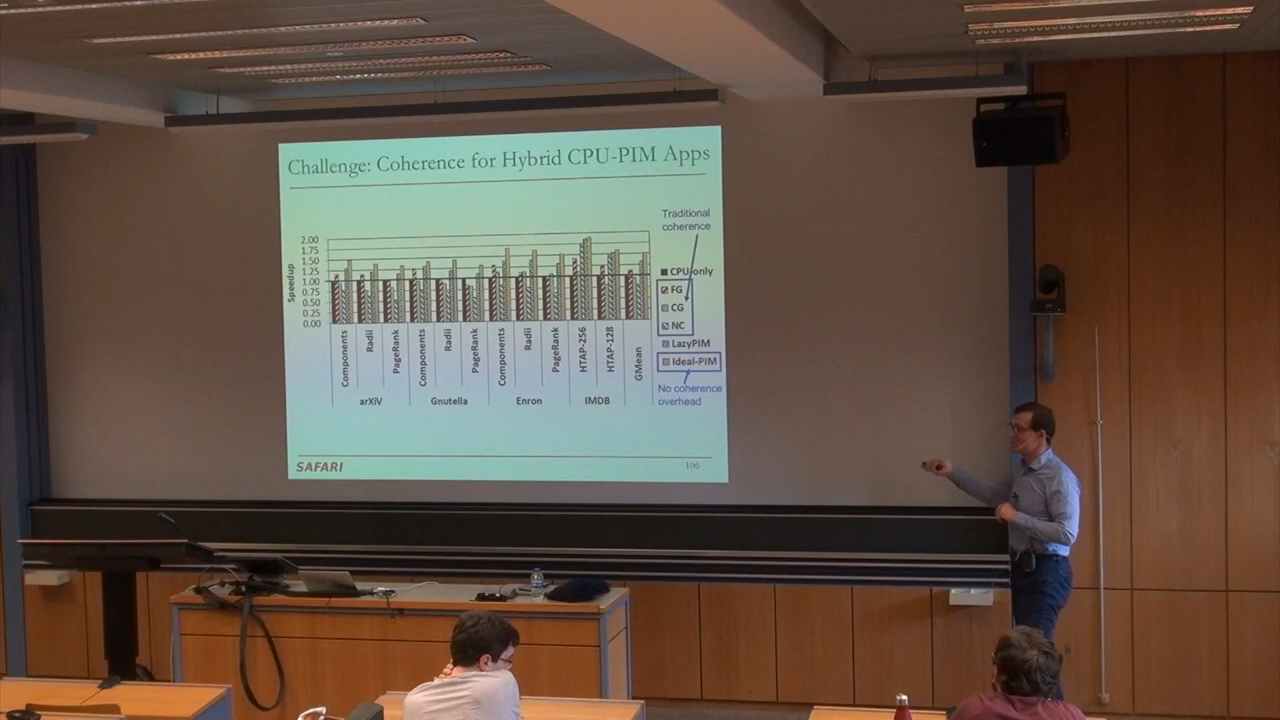 Challenge: Coherence for Hybrid CPU-PIM Apps
Traditional
coherence
Speedup
2.00
1.75
1.50
1.25
1.00
0.75
0.50
0.25
0.00
CPU-only
FG
CG
NC
LazyPIM
Ideal-PIM
No coherence
overhead
Components
Radii
PageRank
Components
Radii
PageRank
Components
Radii
PageRank
HTAP-256
HTAP-128
GMean
arXiV
Gnutella
Enron
IMDB
SAFARI
106